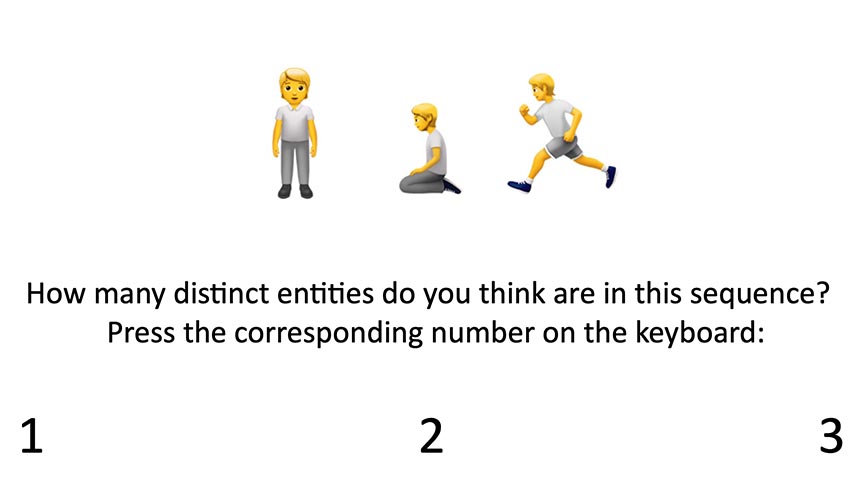 How many distinct entities do you think are in this sequence?
Press the corresponding number on the keyboard:
1 2 3